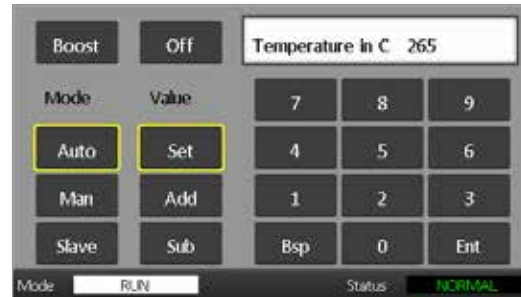 Boost Off Temperature in C 265
Mode Value 7 8 9
Auto Set 4 5 6
Man Add 1 2 3
Slave Sub Bsp 0 Ent
Mode RUN Status NORMAL